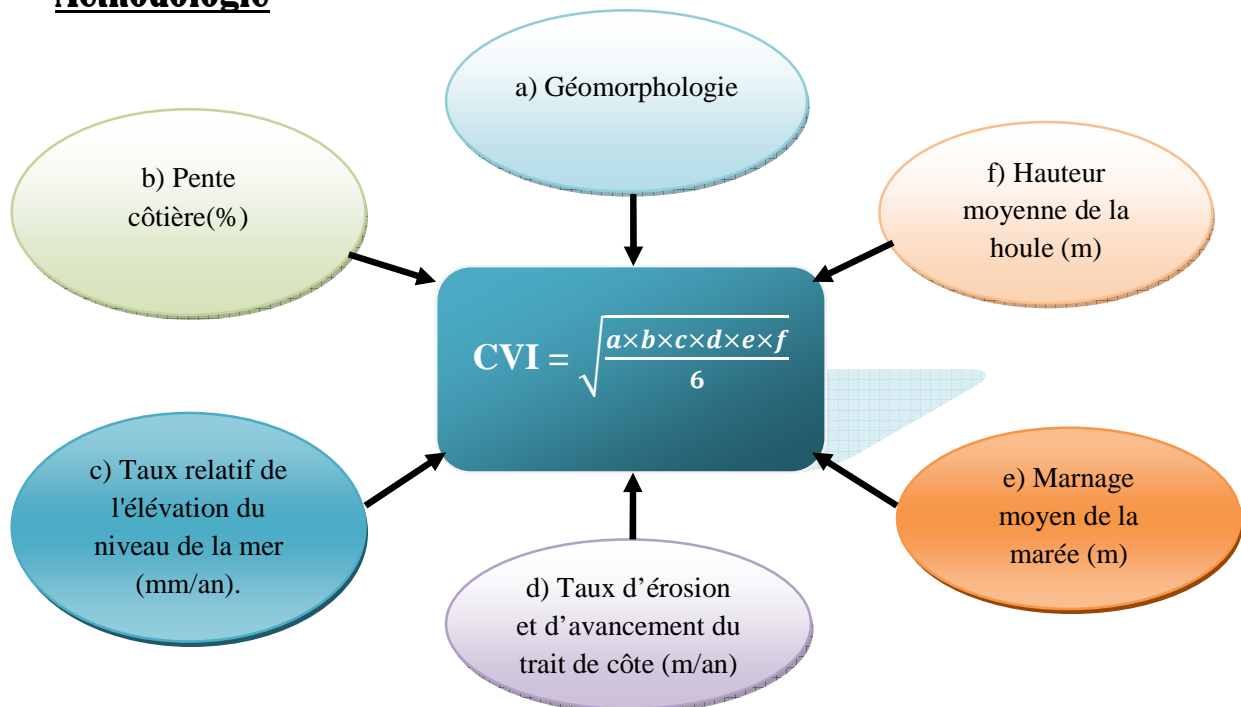 Méthodologie
a) Géomorphologie
b) Pente
côtière(%)
f) Hauteur
moyenne de la
houle (m)
CVI = √(a×b×c×d×e×f / 6)
c) Taux relatif de
l'élévation du
niveau de la mer
(mm/an).
e) Marnage
moyen de la
marée (m)
d) Taux d’érosion
et d’avancement du
trait de côte (m/an)